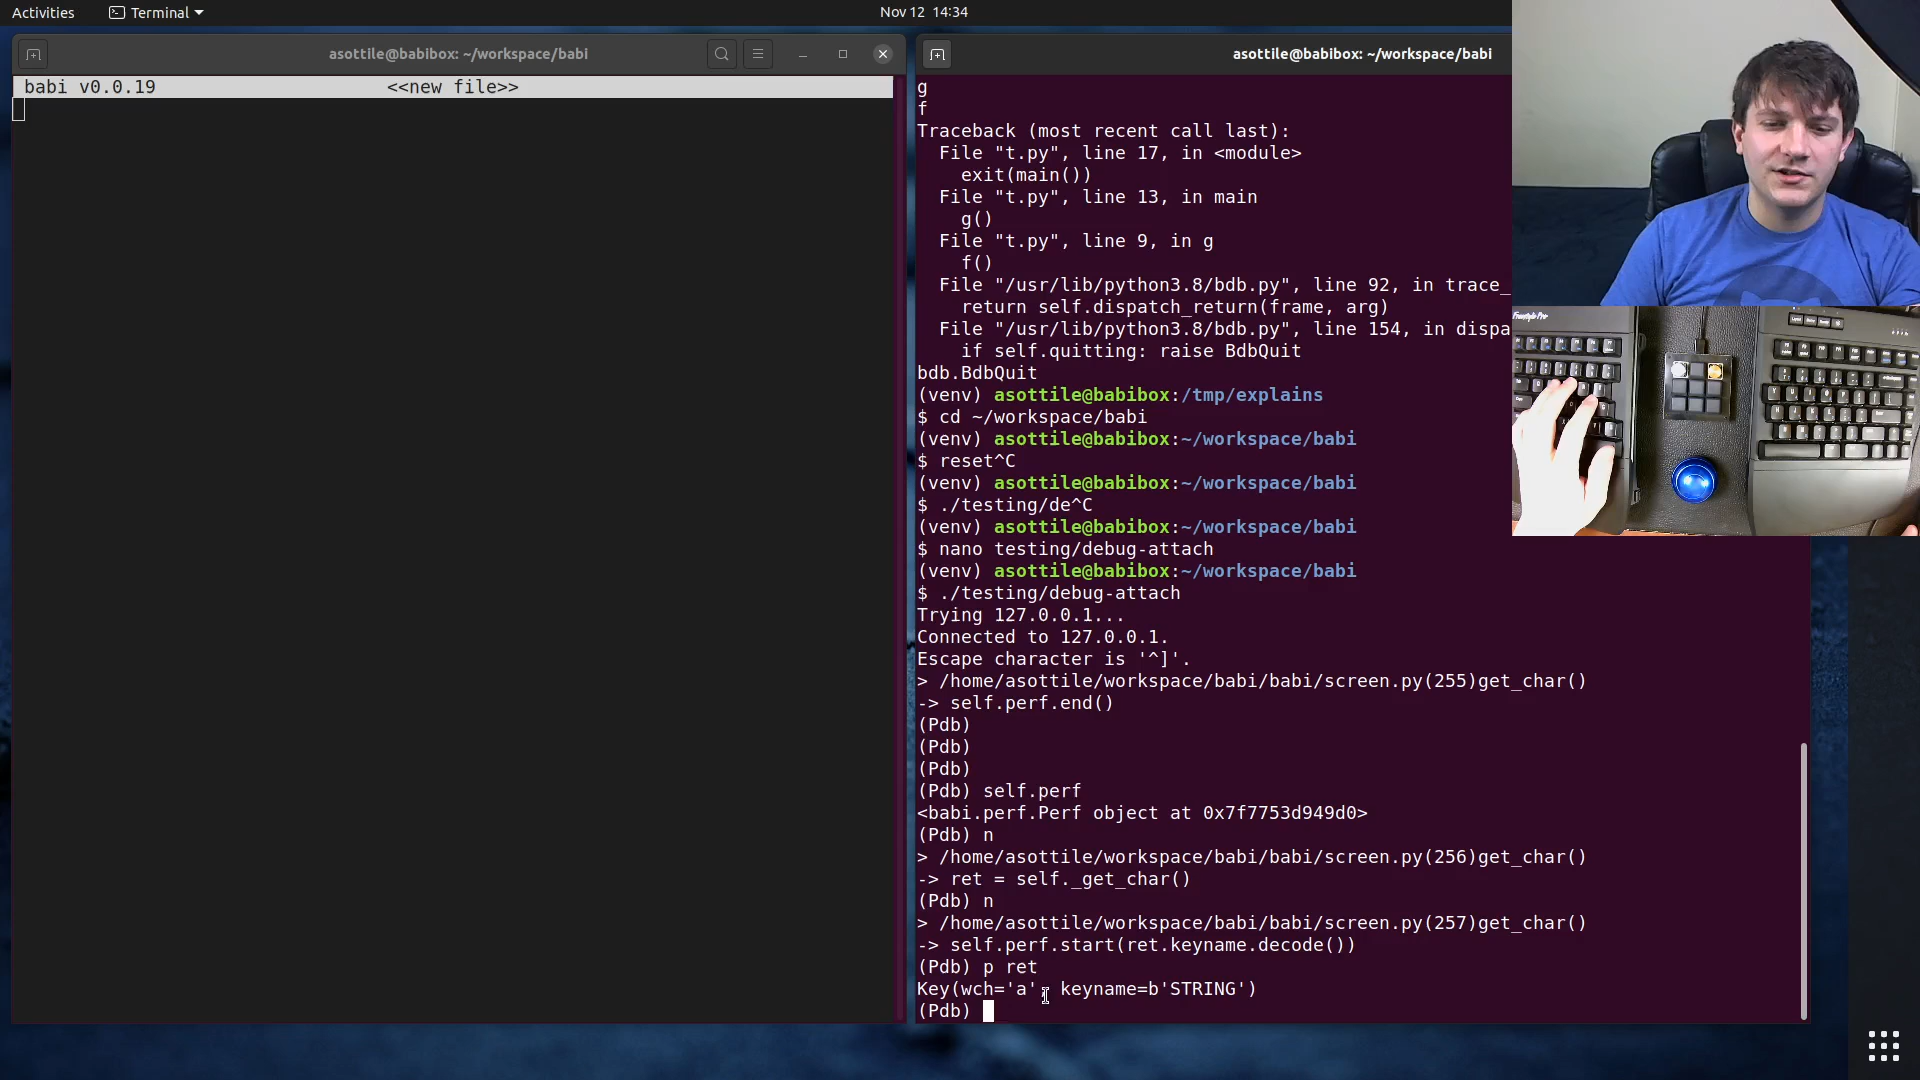 Activities
Terminal
Nov 12 14:34
asottile@babibox: ~/workspace/babi
babi v0.0.19 <<new file>>
asottile@babibox: ~/workspace/babi
g
f
Traceback (most recent call last):
File "t.py", line 17, in <module>
exit(main())
File "t.py", line 13, in main
g()
File "t.py", line 9, in g
f()
File "/usr/lib/python3.8/bdb.py", line 92, in trace_
return self.dispatch_return(frame, arg)
File "/usr/lib/python3.8/bdb.py", line 154, in dispa
if self.quitting: raise BdbQuit
bdb.BdbQuit
(venv) asottile@babibox:/tmp/explains
$ cd ~/workspace/babi
(venv) asottile@babibox:~/workspace/babi
$ reset^C
(venv) asottile@babibox:~/workspace/babi
$ ./testing/de^C
(venv) asottile@babibox:~/workspace/babi
$ nano testing/debug-attach
(venv) asottile@babibox:~/workspace/babi
$ ./testing/debug-attach
Trying 127.0.0.1...
Connected to 127.0.0.1.
Escape character is '^]'.
> /home/asottile/workspace/babi/babi/screen.py(255)get_char()
-> self.perf.end()
(Pdb)
(Pdb)
(Pdb)
(Pdb) self.perf
<babi.perf.Perf object at 0x7f7753d949d0>
(Pdb) n
> /home/asottile/workspace/babi/babi/screen.py(256)get_char()
-> ret = self._get_char()
(Pdb) n
> /home/asottile/workspace/babi/babi/screen.py(257)get_char()
-> self.perf.start(ret.keyname.decode())
(Pdb) p ret
Key(wch='a', keyname=b'STRING')
(Pdb)
Freestyle Pro